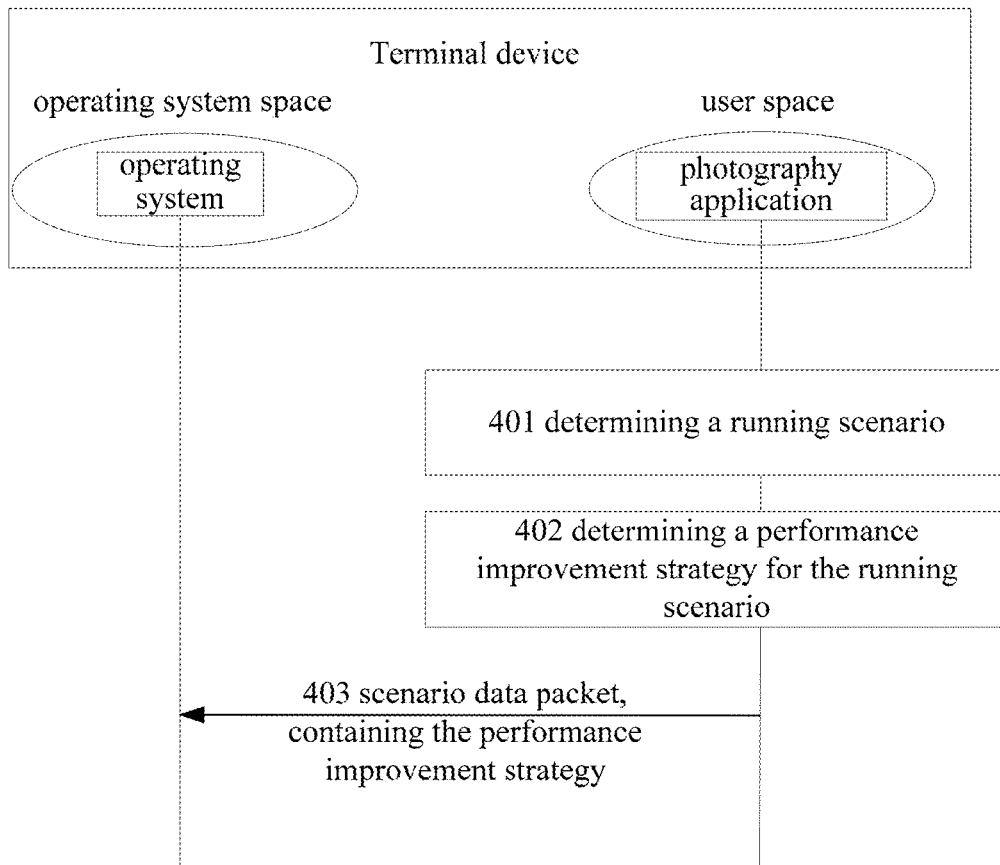 Terminal device
operating system space
user space
operating
system
photography
application
401 determining a running scenario
402 determining a performance
improvement strategy for the running
scenario
403 scenario data packet,
containing the performance
improvement strategy